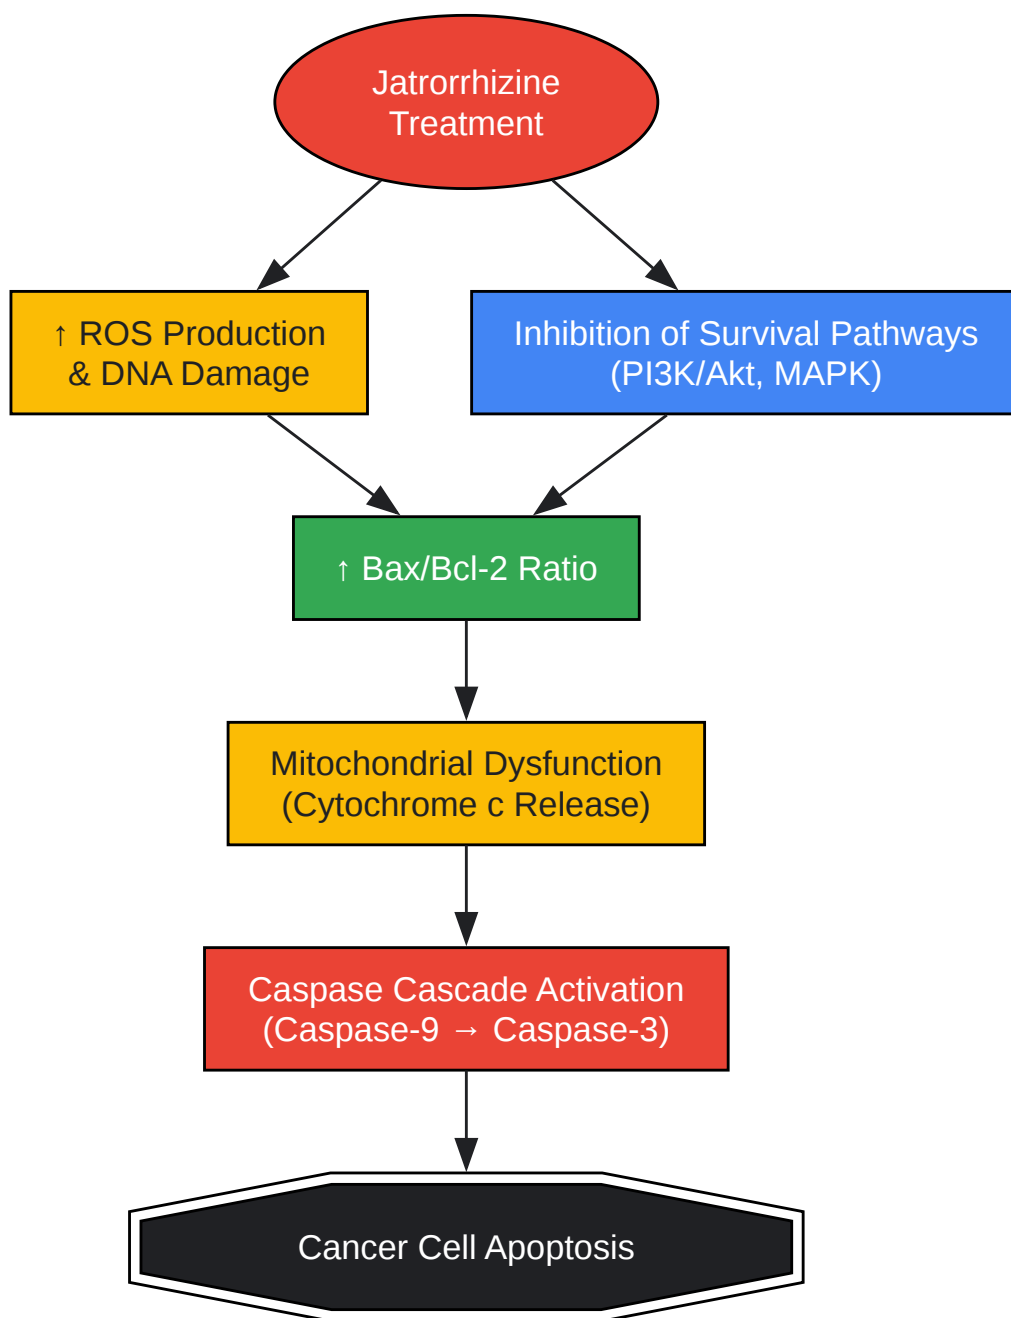 Jatrorrhizine
Treatment
↑ ROS Production
& DNA Damage
Inhibition of Survival Pathways
(PI3K/Akt, MAPK)
↑ Bax/Bcl-2 Ratio
Mitochondrial Dysfunction
(Cytochrome c Release)
Caspase Cascade Activation
(Caspase-9 → Caspase-3)
Cancer Cell Apoptosis